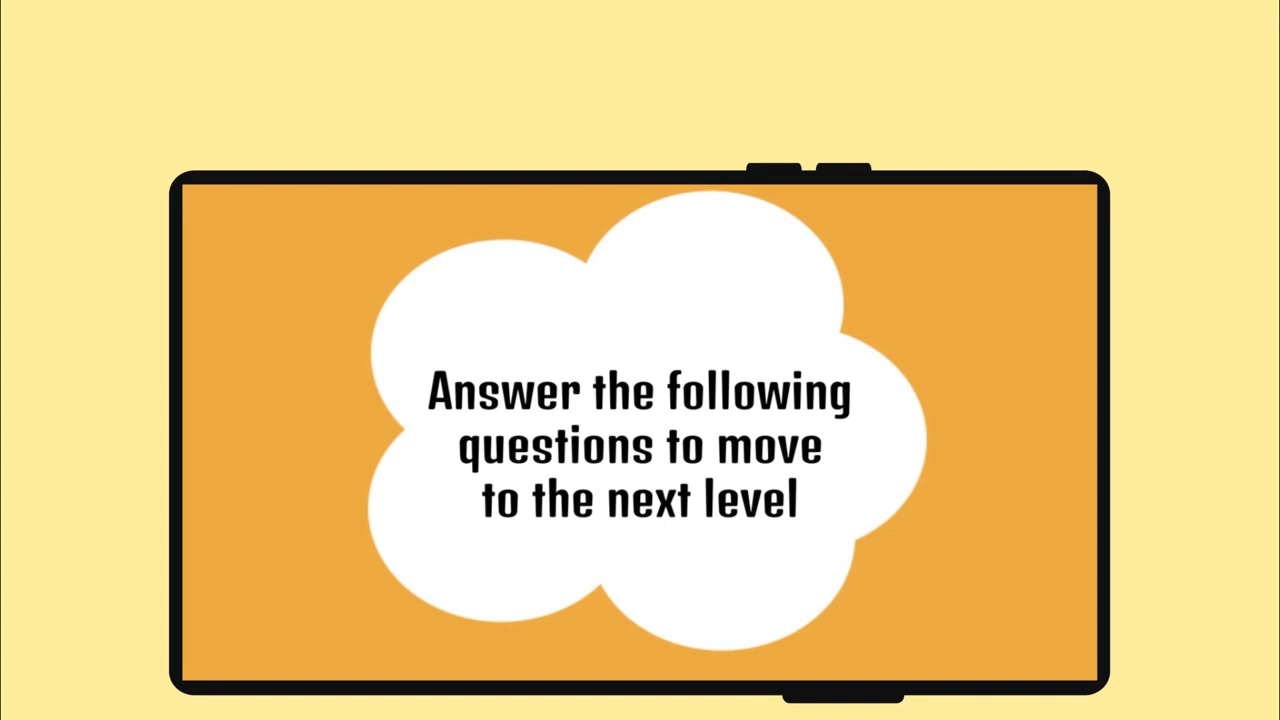 Answer the following
questions to move
to the next level